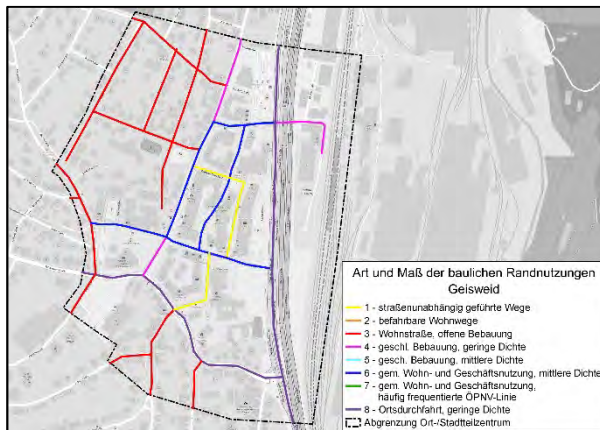 Art und Maß der baulichen Randnutzungen
Geisweid
1 - straßenunabhängig geführte Wege
2 - befahrbare Wohnwege
3 - Wohnstraße, offene Bebauung
4 - geschl. Bebauung, geringe Dichte
5 - gesch. Bebauung, mittlere Dichte
6 - gem. Wohn- und Geschäftsnutzung, mittlere Dichte
7 - gem. Wohn- und Geschäftsnutzung,
häufig frequentierte ÖPNV-Linie
8 - Ortsdurchfahrt, geringe Dichte
Abgrenzung Ort-/Stadtteilzentrum